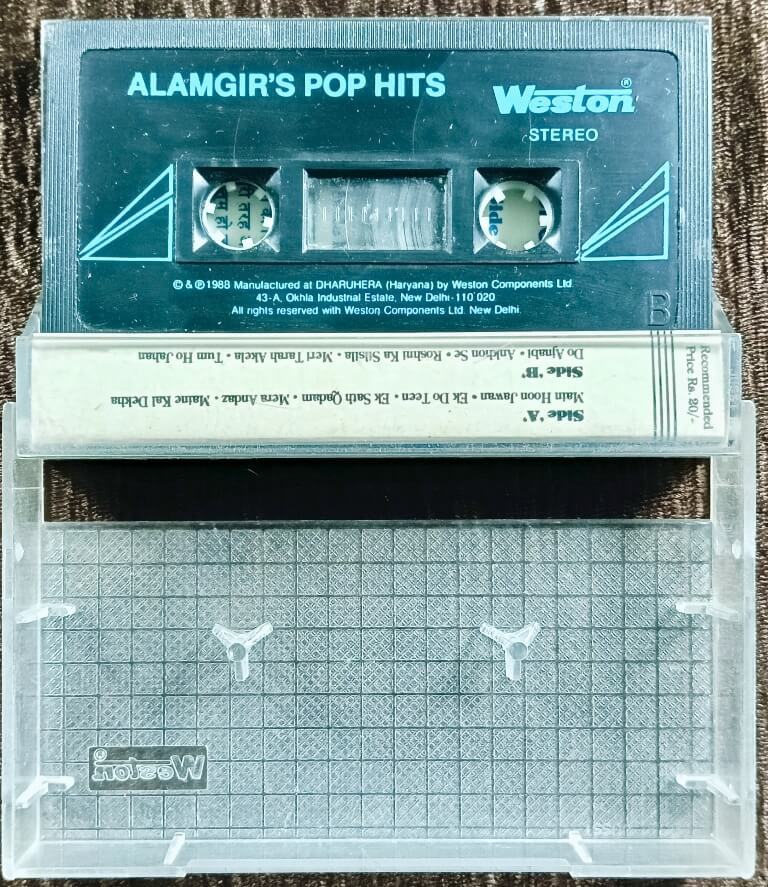 ALAMGIR'S POP HITS
Weston®
STEREO
तरह
हो
© & ℗ 1988 Manufactured at DHARUHERA (Haryana) by Weston Components Ltd.
43-A, Okhla Industrial Estate, New Delhi-110 020
All rights reserved with Weston Components Ltd. New Delhi.
B
Recommended
Price Rs. 20/-
Side 'A'
Main Hoon Jawan • Ek Do Teen • Ek Sath Qadam • Mera Andaz • Maine Kal Dekha
Side 'B'
Do Ajnabi • Ankhion Se • Roshni Ka Silsila • Meri Tarah Akela • Tum Ho Jahan
Weston®